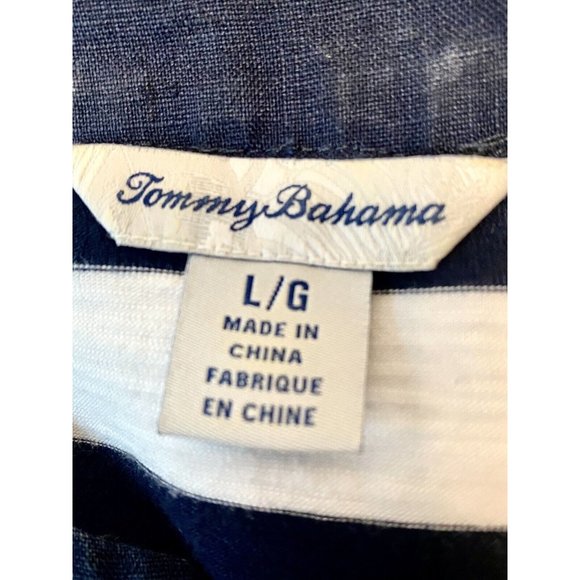 Tommy Bahama
L/G
MADE IN
CHINA
FABRIQUE
EN CHINE